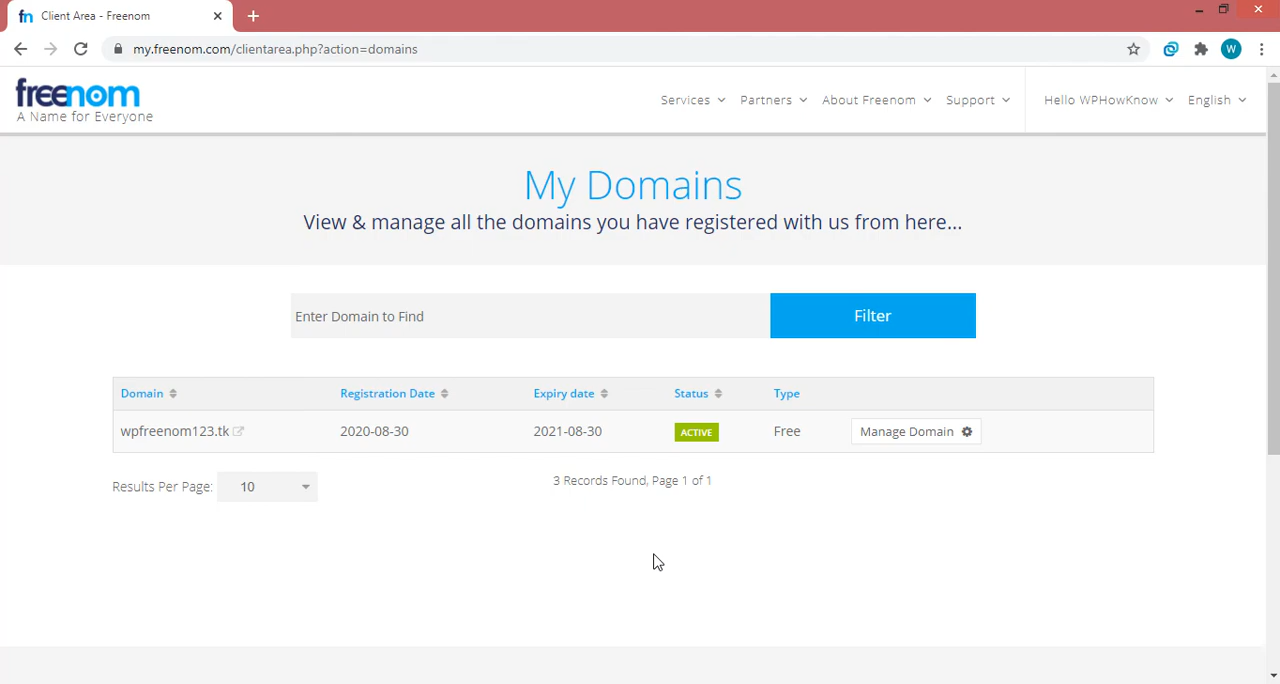 fn Client Area - Freenom
my.freenom.com/clientarea.php?action=domains
W
freenom
A Name for Everyone
Services Partners About Freenom Support Hello WPHowKnow English
My Domains
View & manage all the domains you have registered with us from here...
Enter Domain to Find Filter
Domain Registration Date Expiry date Status Type
wpfreenom123.tk 2020-08-30 2021-08-30 ACTIVE Free Manage Domain
Results Per Page: 10 3 Records Found, Page 1 of 1